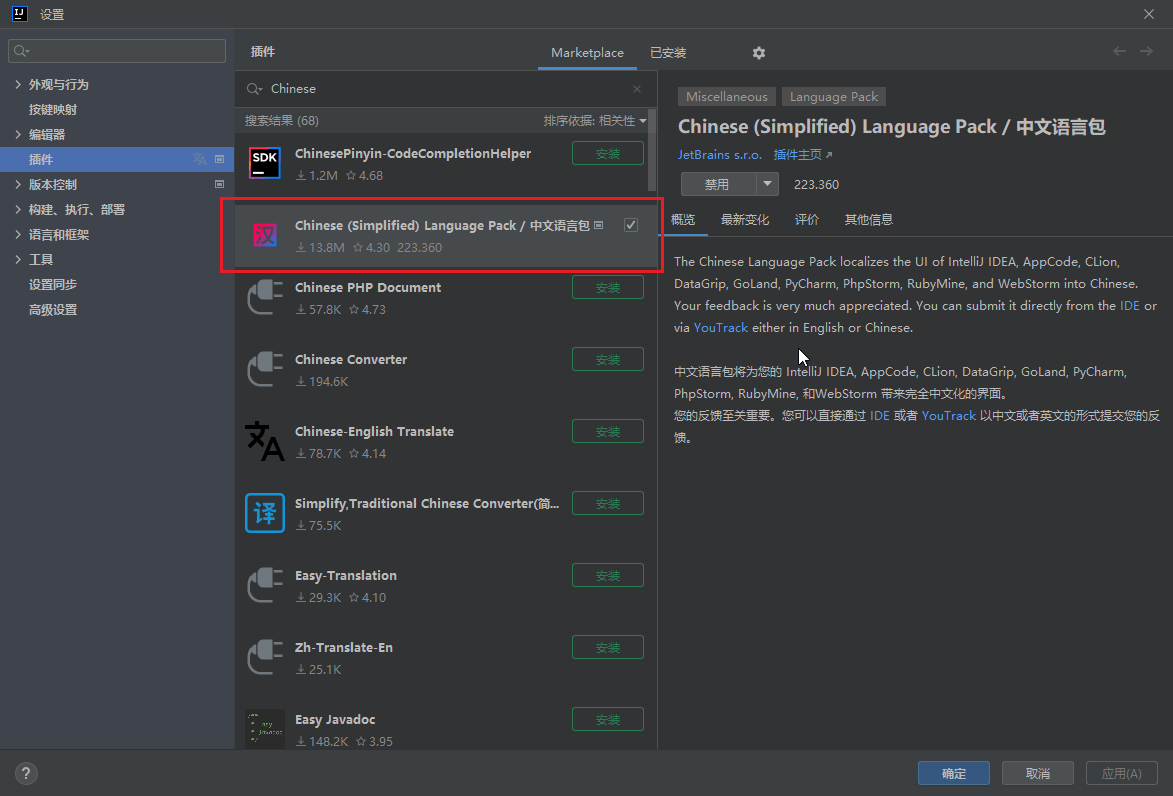 设置
外观与行为
按键映射
编辑器
插件
版本控制
构建、执行、部署
语言和框架
工具
设置同步
高级设置
插件
Marketplace
已安装
Chinese
搜索结果 (68)
排序依据: 相关性
SDK
ChinesePinyin-CodeCompletionHelper
安装
1.2M 4.68
汉
Chinese (Simplified) Language Pack / 中文语言包
13.8M 4.30 223.360
Chinese PHP Document
安装
57.8K 4.73
Chinese Converter
安装
194.6K
Chinese-English Translate
安装
78.7K 4.14
译
Simplify,Traditional Chinese Converter(简...
安装
75.5K
Easy-Translation
安装
29.3K 4.10
Zh-Translate-En
安装
25.1K
Easy Javadoc
安装
148.2K 3.95
Miscellaneous
Language Pack
Chinese (Simplified) Language Pack / 中文语言包
JetBrains s.r.o. 插件主页
禁用
223.360
概览
最新变化
评价
其他信息
The Chinese Language Pack localizes the UI of IntelliJ IDEA, AppCode, CLion,
DataGrip, GoLand, PyCharm, PhpStorm, RubyMine, and WebStorm into Chinese.
Your feedback is very much appreciated. You can submit it directly from the IDE or
via YouTrack either in English or Chinese.
中文语言包将为您的 IntelliJ IDEA, AppCode, CLion, DataGrip, GoLand, PyCharm,
PhpStorm, RubyMine, 和WebStorm 带来完全中文化的界面。
您的反馈至关重要。您可以直接通过 IDE 或者 YouTrack 以中文或者英文的形式提交您的反
馈。
?
确定
取消
应用(A)